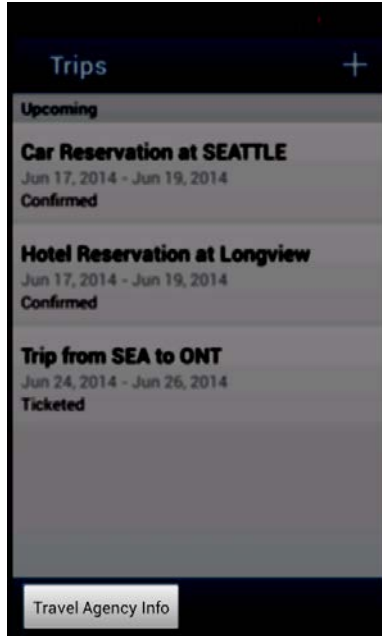 Trips
Upcoming
Car Reservation at SEATTLE
Jun 17, 2014 - Jun 19, 2014
Confirmed
Hotel Reservation at Longview
Jun 17, 2014 - Jun 19, 2014
Confirmed
Trip from SEA to ONT
Jun 24, 2014 - Jun 26, 2014
Ticketed
Travel Agency Info